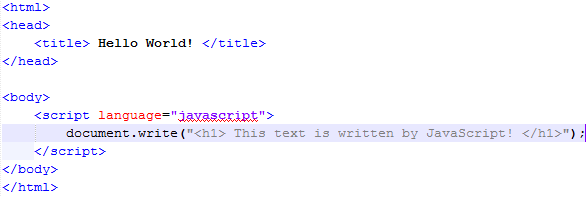 <html>
<head>
    <title> Hello World! </title>
</head>

<body>
    <script language="javascript">
        document.write("<h1> This text is written by JavaScript! </h1>");
    </script>
</body>
</html>